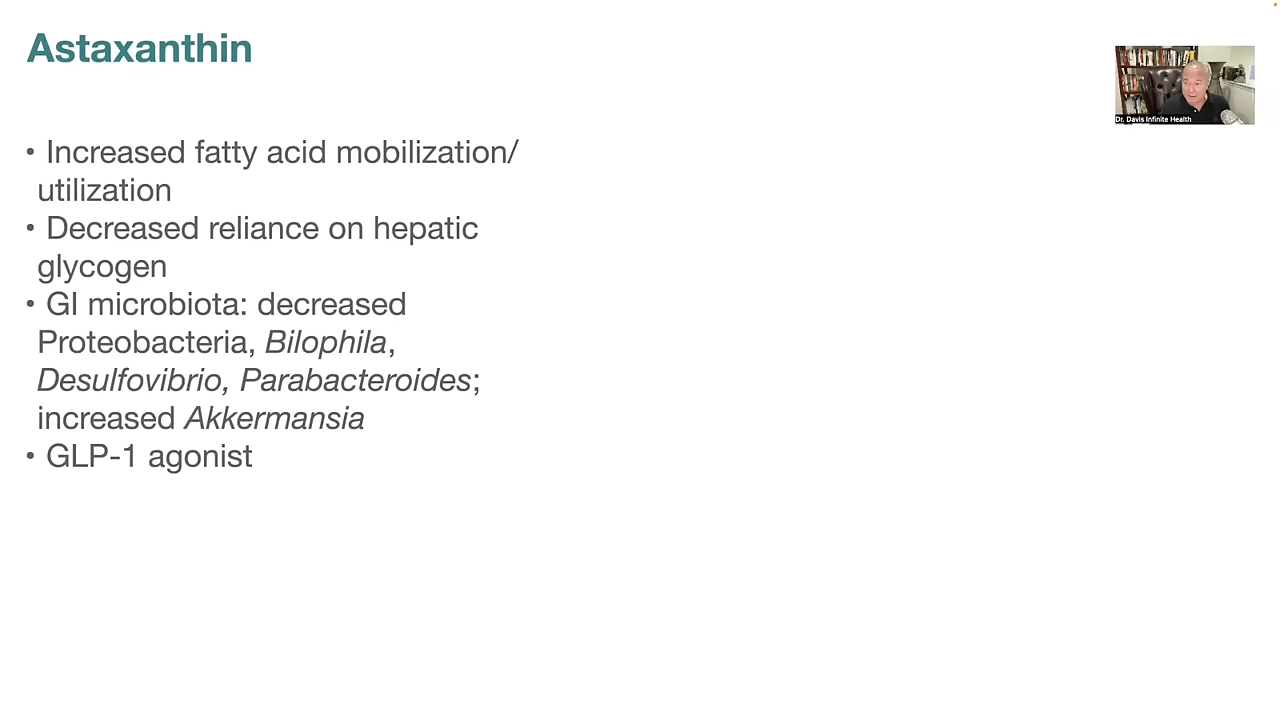 Astaxanthin
Dr. Davis Infinite Health
• Increased fatty acid mobilization/
utilization
• Decreased reliance on hepatic
glycogen
• GI microbiota: decreased
Proteobacteria, Bilophila,
Desulfovibrio, Parabacteroides;
increased Akkermansia
• GLP-1 agonist